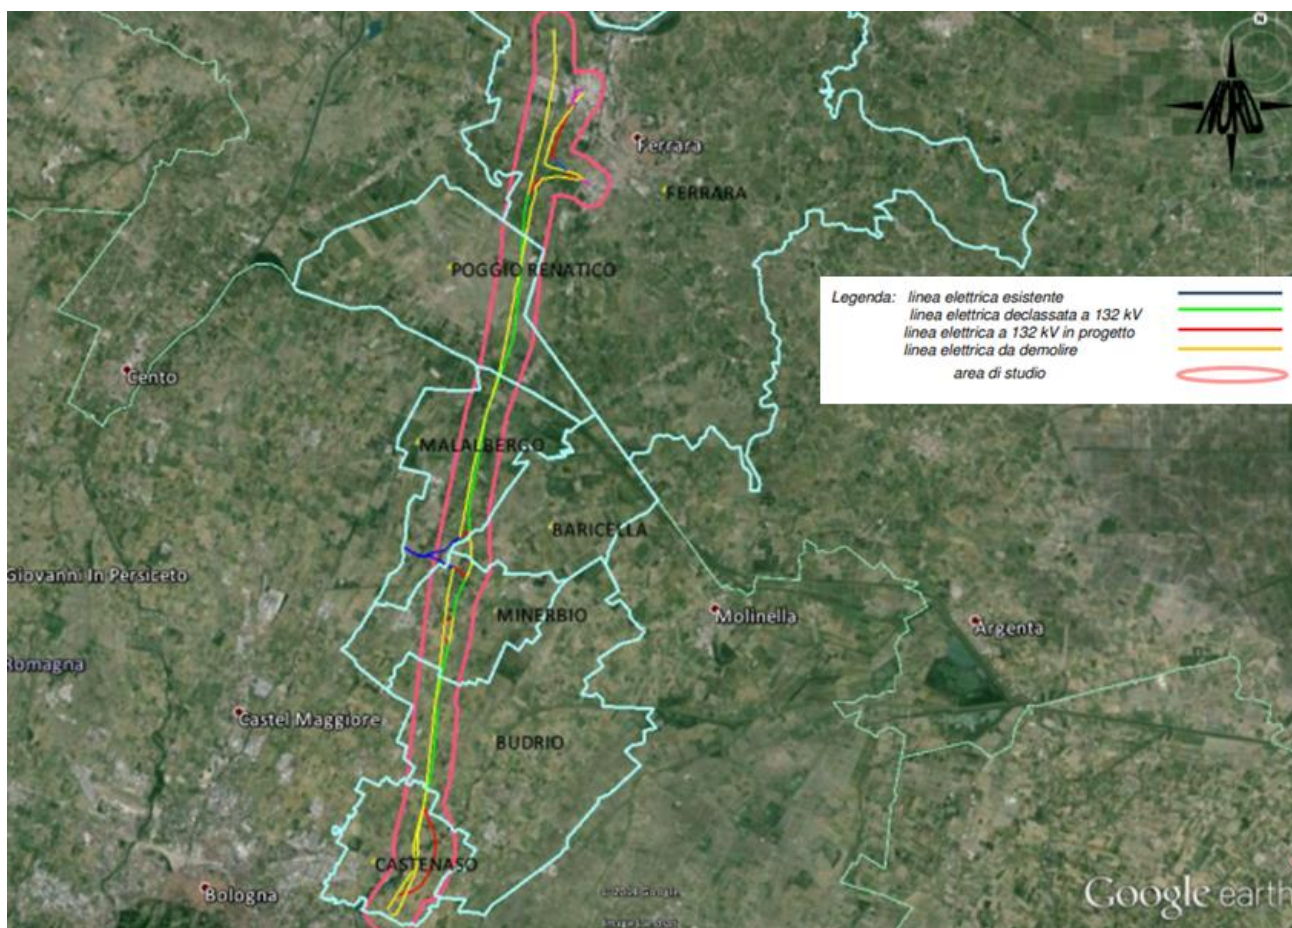 NORD
Ferrara
FERRARA
POGGIO RENATICO
Legenda: linea elettrica esistente
linea elettrica declassata a 132 kV
linea elettrica a 132 kV in progetto
linea elettrica da demolire
area di studio
Cento
MALALBERGO
BARICELLA
Giovanni In Persiceto
MINERBIO
Molinella
Argenta
Romagna
Castel Maggiore
BUDRIO
CASTENASO
Bologna
Google earth